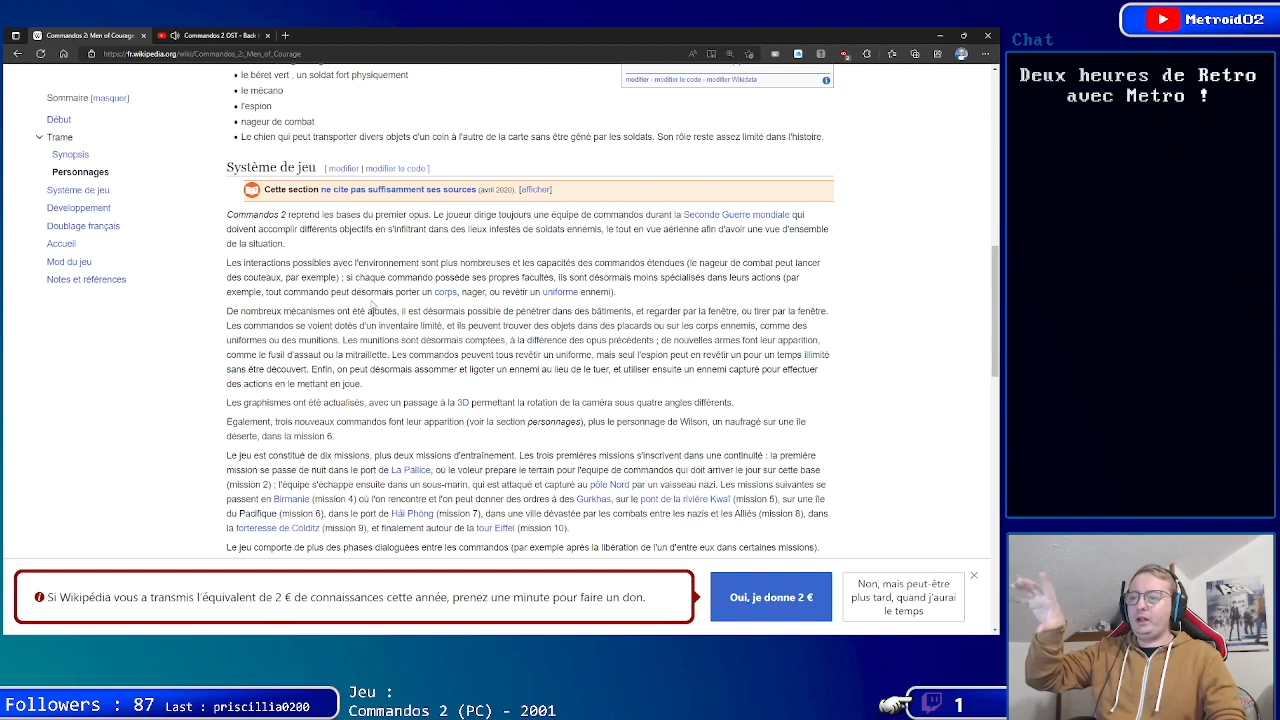 Commandos 2: Men of Courage
Commandos 2 OST - Back
https://fr.wikipedia.org/wiki/Commandos_2:_Men_of_Courage
Metroid02
Chat
Deux heures de Retro
avec Metro !
Sommaire [masquer]
Début
Trame
Synopsis
Personnages
Système de jeu
Développement
Doublage français
Accueil
Mod du jeu
Notes et références
modifier - modifier le code - modifier Wikidata
• le béret vert , un soldat fort physiquement
• le mécano
• l'espion
• nageur de combat
• Le chien qui peut transporter divers objets d'un coin à l'autre de la carte sans être gêné par les soldats. Son rôle reste assez limité dans l'histoire.
Système de jeu [ modifier | modifier le code ]
Cette section ne cite pas suffisamment ses sources (avril 2020). [afficher]
Commandos 2 reprend les bases du premier opus. Le joueur dirige toujours une équipe de commandos durant la Seconde Guerre mondiale qui
doivent accomplir différents objectifs en s'infiltrant dans des lieux infestés de soldats ennemis, le tout en vue aérienne afin d'avoir une vue d'ensemble
de la situation.
Les interactions possibles avec l'environnement sont plus nombreuses et les capacités des commandos étendues (le nageur de combat peut lancer
des couteaux, par exemple) ; si chaque commando possède ses propres facultés, ils sont désormais moins spécialisés dans leurs actions (par
exemple, tout commando peut désormais porter un corps, nager, ou revêtir un uniforme ennemi).
De nombreux mécanismes ont été ajoutés, il est désormais possible de pénétrer dans des bâtiments, et regarder par la fenêtre, ou tirer par la fenêtre.
Les commandos se voient dotés d'un inventaire limité, et ils peuvent trouver des objets dans des placards ou sur les corps ennemis, comme des
uniformes ou des munitions. Les munitions sont désormais comptées, à la différence des opus précédents ; de nouvelles armes font leur apparition,
comme le fusil d'assaut ou la mitraillette. Les commandos peuvent tous revêtir un uniforme, mais seul l'espion peut en revêtir un pour un temps illimité
sans être découvert. Enfin, on peut désormais assommer et ligoter un ennemi au lieu de le tuer, et utiliser ensuite un ennemi capturé pour effectuer
des actions en le mettant en joue.
Les graphismes ont été actualisés, avec un passage à la 3D permettant la rotation de la caméra sous quatre angles différents.
Également, trois nouveaux commandos font leur apparition (voir la section personnages), plus le personnage de Wilson, un naufragé sur une île
déserte, dans la mission 6.
Le jeu est constitué de dix missions, plus deux missions d'entraînement. Les trois premières missions s'inscrivent dans une continuité : la première
mission se passe de nuit dans le port de La Pallice, où le voleur prépare le terrain pour l'équipe de commandos qui doit arriver le jour sur cette base
(mission 2) ; l'équipe s'échappe ensuite dans un sous-marin, qui est attaqué et capturé au pôle Nord par un vaisseau nazi. Les missions suivantes se
passent en Birmanie (mission 4) où l'on rencontre et l'on peut donner des ordres à des Gurkhas, sur le pont de la rivière Kwaï (mission 5), sur une île
du Pacifique (mission 6), dans le port de Hải Phòng (mission 7), dans une ville dévastée par les combats entre les nazis et les Alliés (mission 8), dans
la forteresse de Colditz (mission 9), et finalement autour de la tour Eiffel (mission 10).
Le jeu comporte de plus des phases dialoguées entre les commandos (par exemple après la libération de l'un d'entre eux dans certaines missions).
Si Wikipédia vous a transmis l'équivalent de 2 € de connaissances cette année, prenez une minute pour faire un don.
Oui, je donne 2 €
Non, mais peut-être
plus tard, quand j'aurai
le temps
Followers : 87 Last : priscillia0200
Jeu :
Commandos 2 (PC) - 2001
1